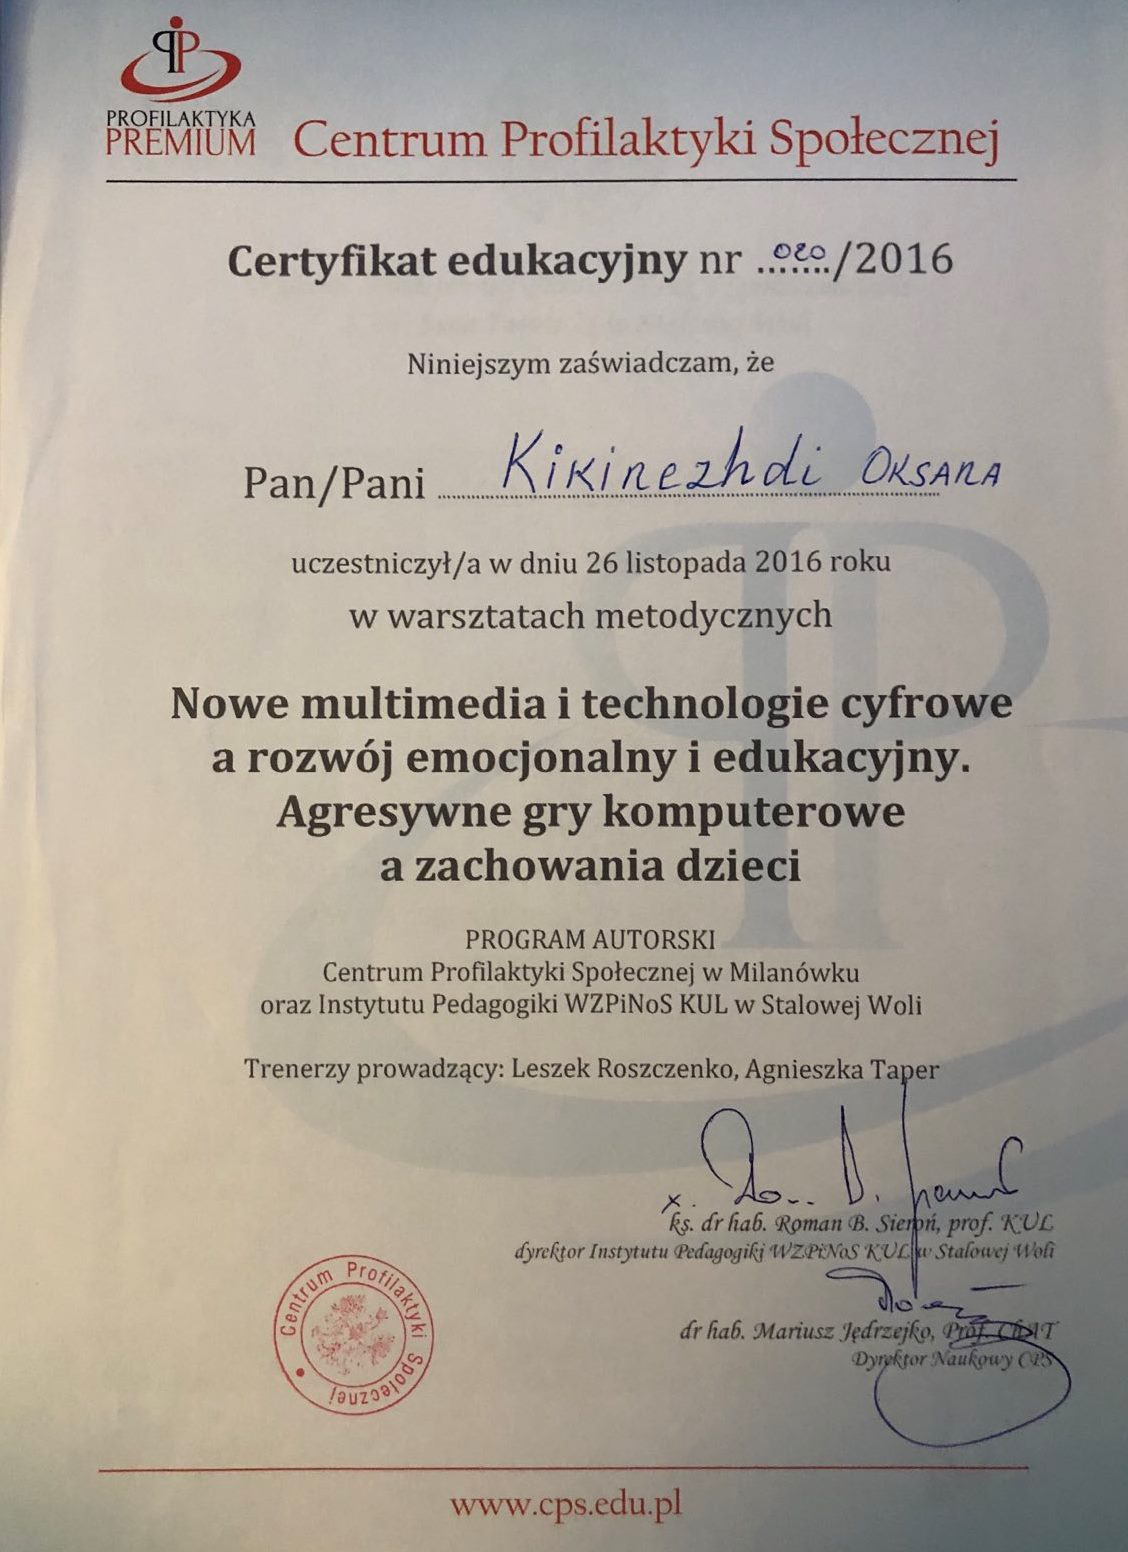 PROFILAKTYKA
PREMIUM
Centrum Profilaktyki Społecznej
Certyfikat edukacyjny nr 020/2016
Niniejszym zaświadczam, że
Pan/Pani Kikinezhdi OKSANA
uczestniczył/a w dniu 26 listopada 2016 roku
w warsztatach metodycznych
Nowe multimedia i technologie cyfrowe
a rozwój emocjonalny i edukacyjny.
Agresywne gry komputerowe
a zachowania dzieci
PROGRAM AUTORSKI
Centrum Profilaktyki Społecznej w Milanówku
oraz Instytutu Pedagogiki WZPiNoS KUL w Stalowej Woli
Trenerzy prowadzący: Leszek Roszczenko, Agnieszka Taper
ks. dr hab. Roman B. Sieroń, prof. KUL
dyrektor Instytutu Pedagogiki WZPiNoS KUL w Stalowej Woli
dr hab. Mariusz Jędrzejko, Prof. ChAT
Dyrektor Naukowy CPS
Centrum Profilaktyki Społecznej
www.cps.edu.pl